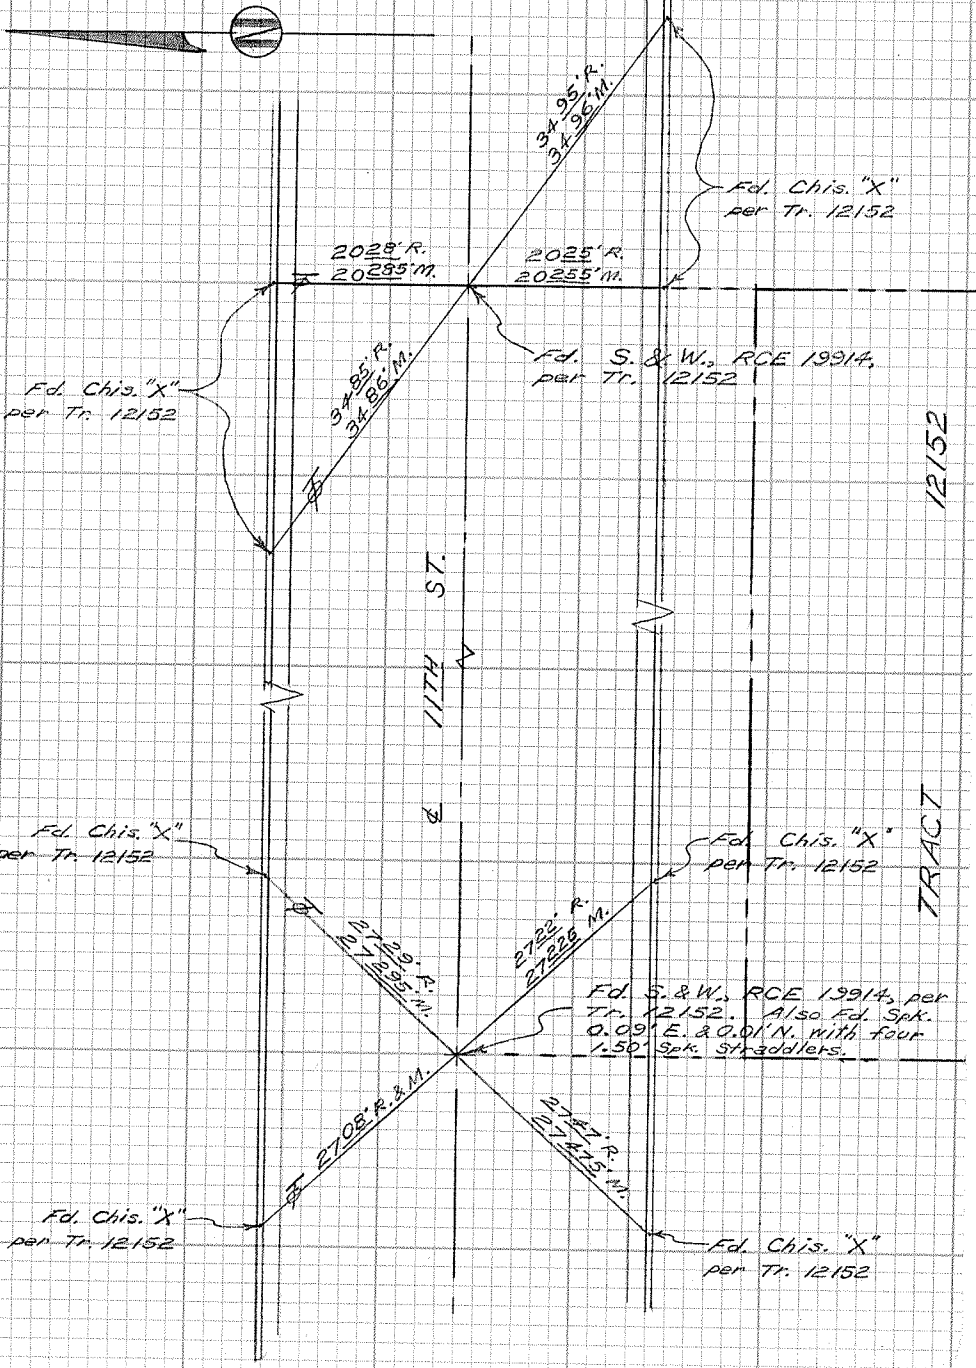 34.95' R.
34.96' M.
Fd. Chis. "X"
per Tr. 12152
20.28' R.
20.285' M.
20.25' R.
20.255' M.
Fd. S. & W., RCE 19914,
per Tr. 12152
34.85' R.
34.86' M.
Fd. Chis. "X"
per Tr. 12152
12152
TRACT
℄ 11TH ST.
Fd. Chis. "X"
per Tr. 12152
Fd. Chis. "X"
per Tr. 12152
27.29' R.
27.295' M.
27.22' R.
27.225 M.
Fd. S. & W., RCE 19914, per
Tr. 12152. Also Fd. Spk.
0.09' E. & 0.01' N. with four
1.50' Spk. Straddlers.
27.08' R. & M.
27.47' R.
27.475' M.
Fd. Chis. "X"
per Tr. 12152
Fd. Chis. "X"
per Tr. 12152